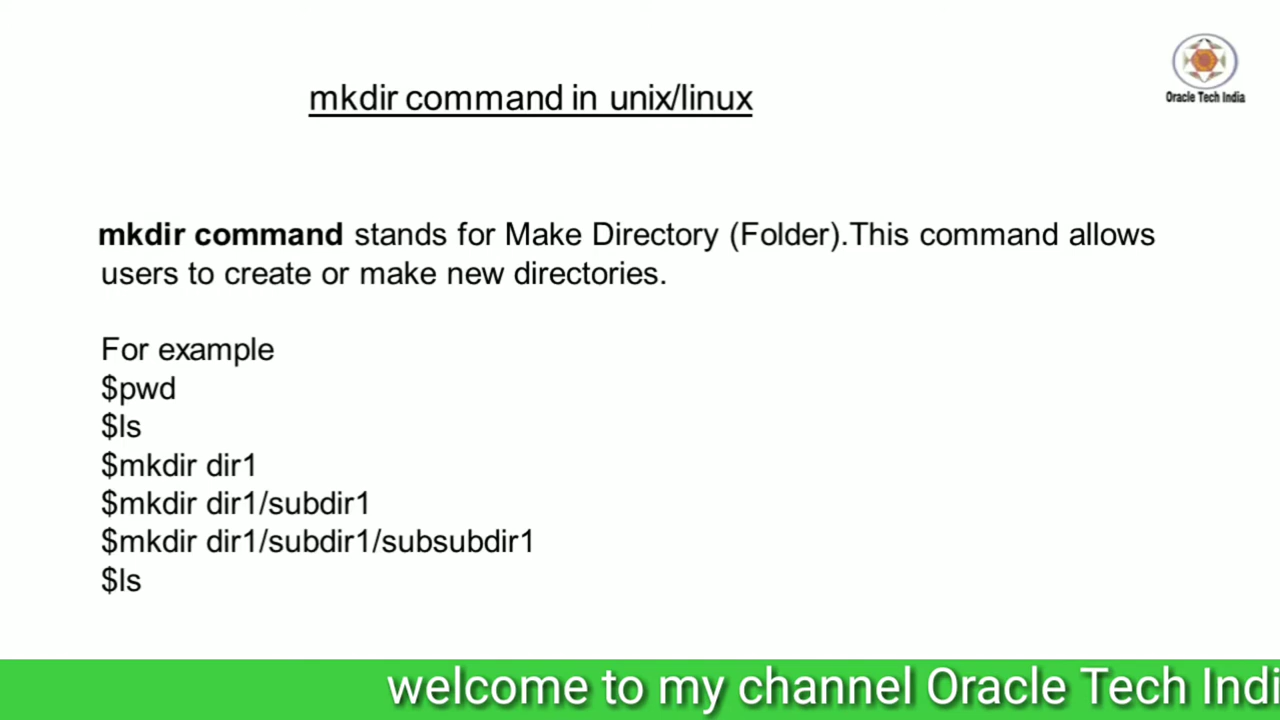 Oracle Tech India
mkdir command in unix/linux
mkdir command stands for Make Directory (Folder).This command allows
users to create or make new directories.
For example
$pwd
$ls
$mkdir dir1
$mkdir dir1/subdir1
$mkdir dir1/subdir1/subsubdir1
$ls
welcome to my channel Oracle Tech Indi